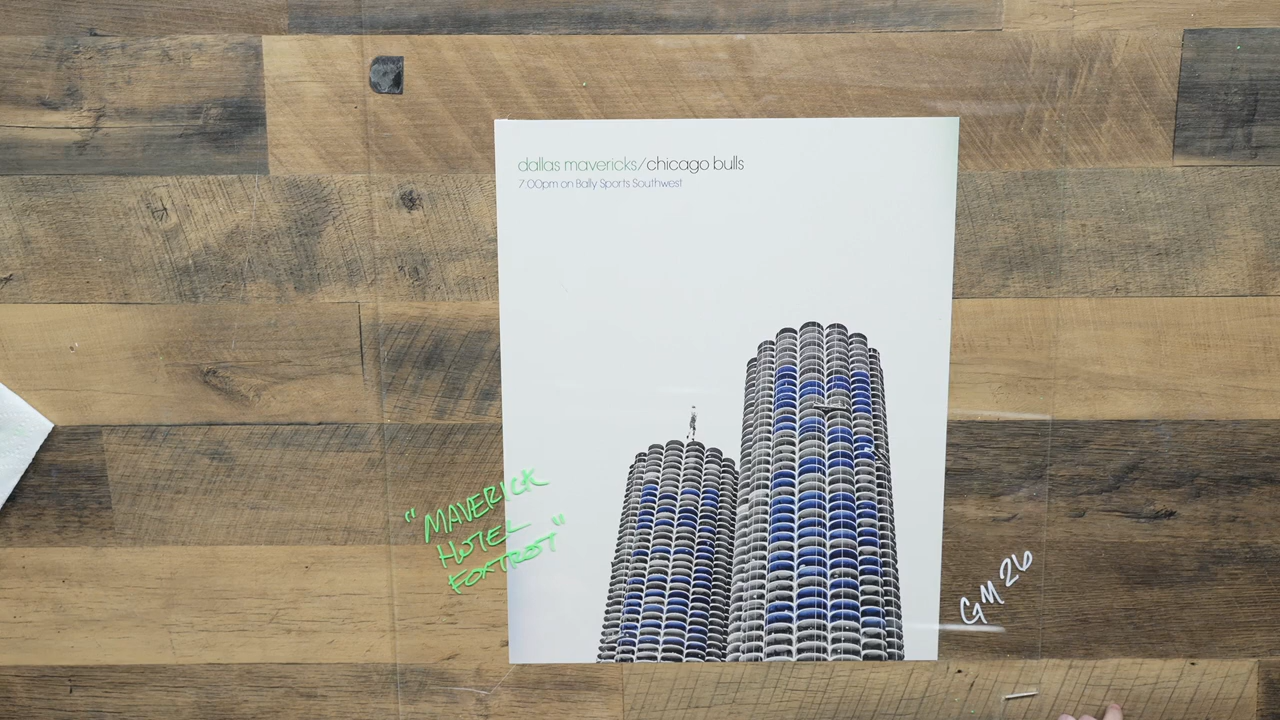 dallas mavericks/chicago bulls
7:00pm on Bally Sports Southwest
"MAVERICK
HOTEL
FOXTROT"
GM 26